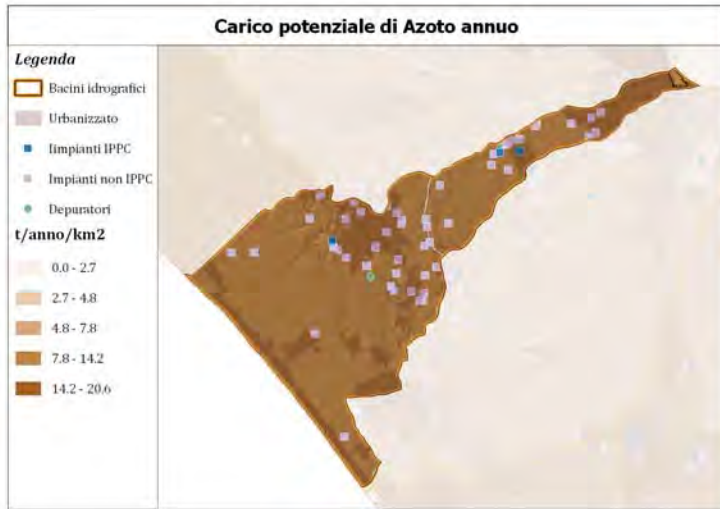 Carico potenziale di Azoto annuo
Legenda
Bacini idrografici
Urbanizzato
Iimpianti IPPC
Impianti non IPPC
Depuratori
t/anno/km2
0.0 - 2.7
2.7 - 4.8
4.8 - 7.8
7.8 - 14.2
14.2 - 20.6